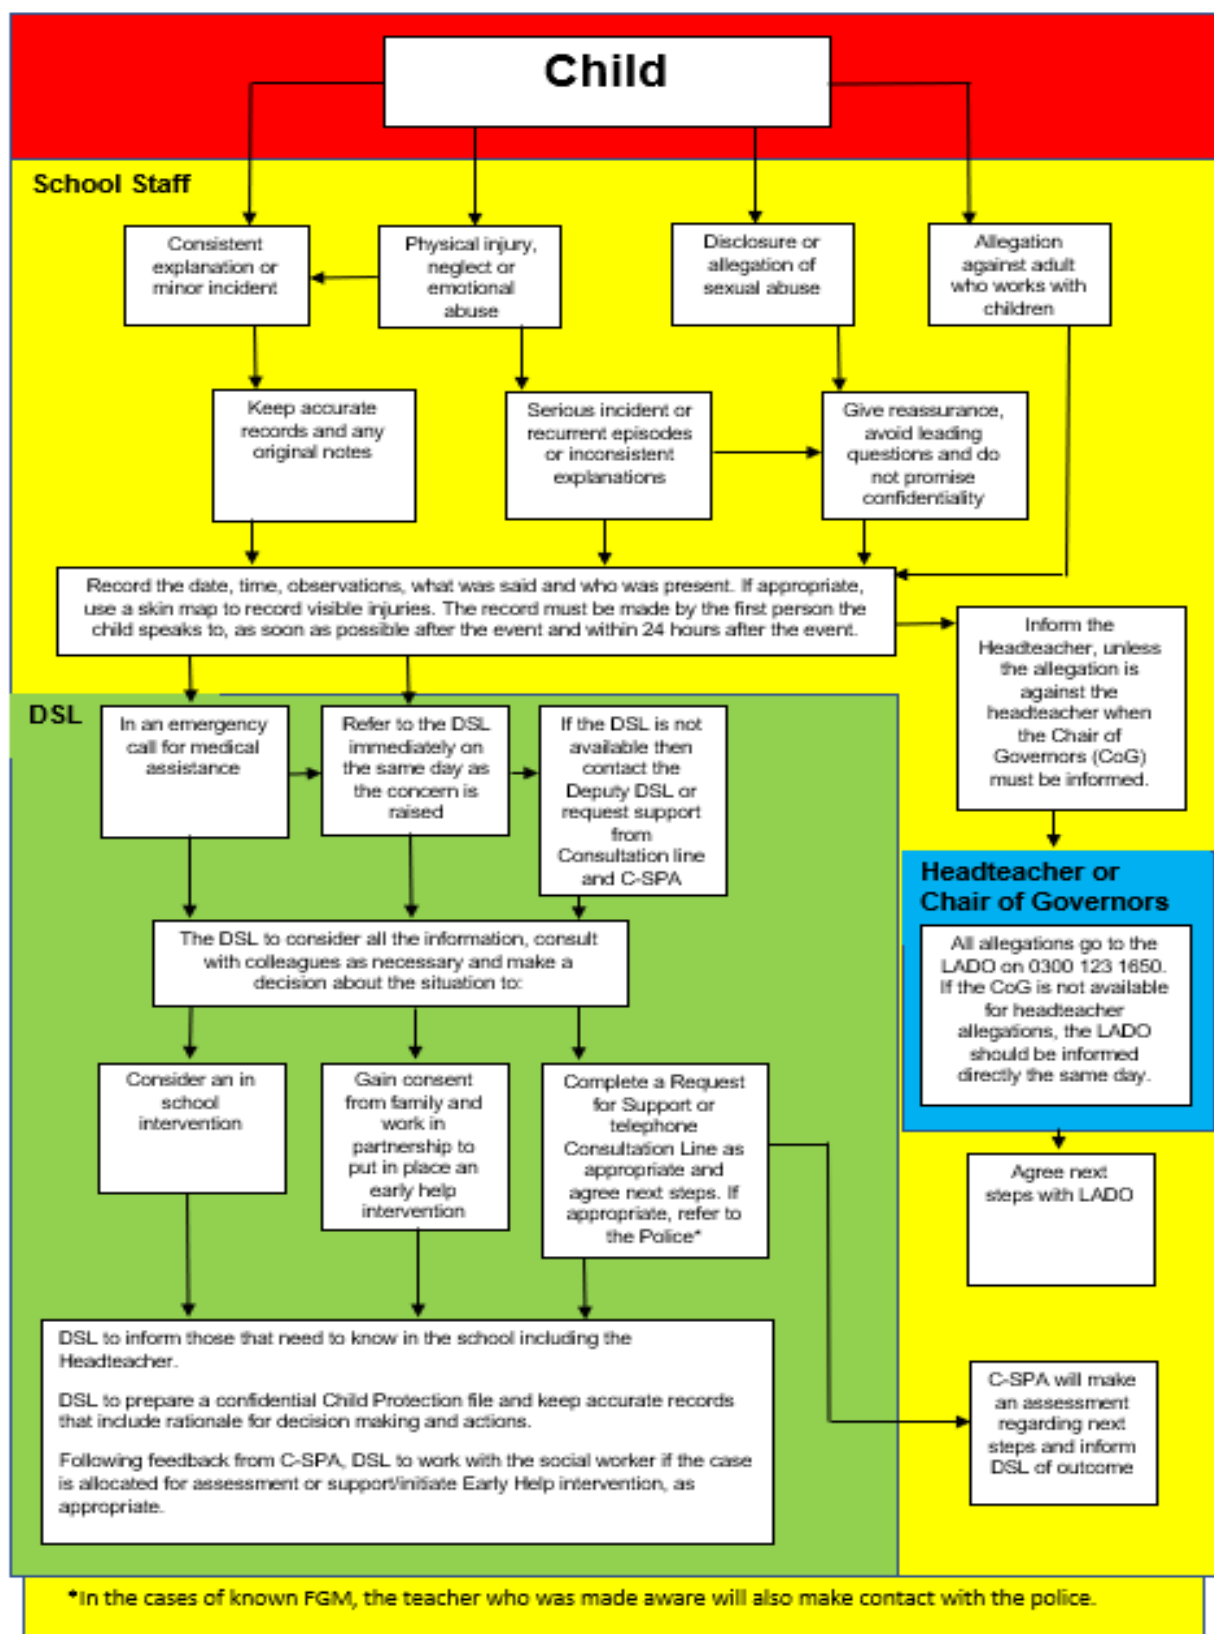 Child
School Staff
Consistent
explanation or
minor incident
Physical injury,
neglect or
emotional
abuse
Disclosure or
allegation of
sexual abuse
Allegation
against adult
who works with
children
Keep accurate
records and any
original notes
Serious incident or
recurrent episodes
or inconsistent
explanations
Give reassurance,
avoid leading
questions and do
not promise
confidentiality
Record the date, time, observations, what was said and who was present. If appropriate,
use a skin map to record visible injuries. The record must be made by the first person the
child speaks to, as soon as possible after the event and within 24 hours after the event.
Inform the
Headteacher, unless
the allegation is
against the
headteacher when
the Chair of
Governors (CoG)
must be informed.
DSL
In an emergency
call for medical
assistance
Refer to the DSL
immediately on
the same day as
the concern is
raised
If the DSL is not
available then
contact the
Deputy DSL or
request support
from
Consultation line
and C-SPA
Headteacher or
Chair of Governors
All allegations go to the
LADO on 0300 123 1650.
If the CoG is not available
for headteacher
allegations, the LADO
should be informed
directly the same day.
The DSL to consider all the information, consult
with colleagues as necessary and make a
decision about the situation to:
Consider an in
school
intervention
Gain consent
from family and
work in
partnership to
put in place an
early help
intervention
Complete a Request
for Support or
telephone
Consultation Line as
appropriate and
agree next steps. If
appropriate, refer to
the Police*
Agree next
steps with LADO
DSL to inform those that need to know in the school including the
Headteacher.
DSL to prepare a confidential Child Protection file and keep accurate records
that include rationale for decision making and actions.
Following feedback from C-SPA, DSL to work with the social worker if the case
is allocated for assessment or support/initiate Early Help intervention, as
appropriate.
C-SPA will make
an assessment
regarding next
steps and inform
DSL of outcome
*In the cases of known FGM, the teacher who was made aware will also make contact with the police.